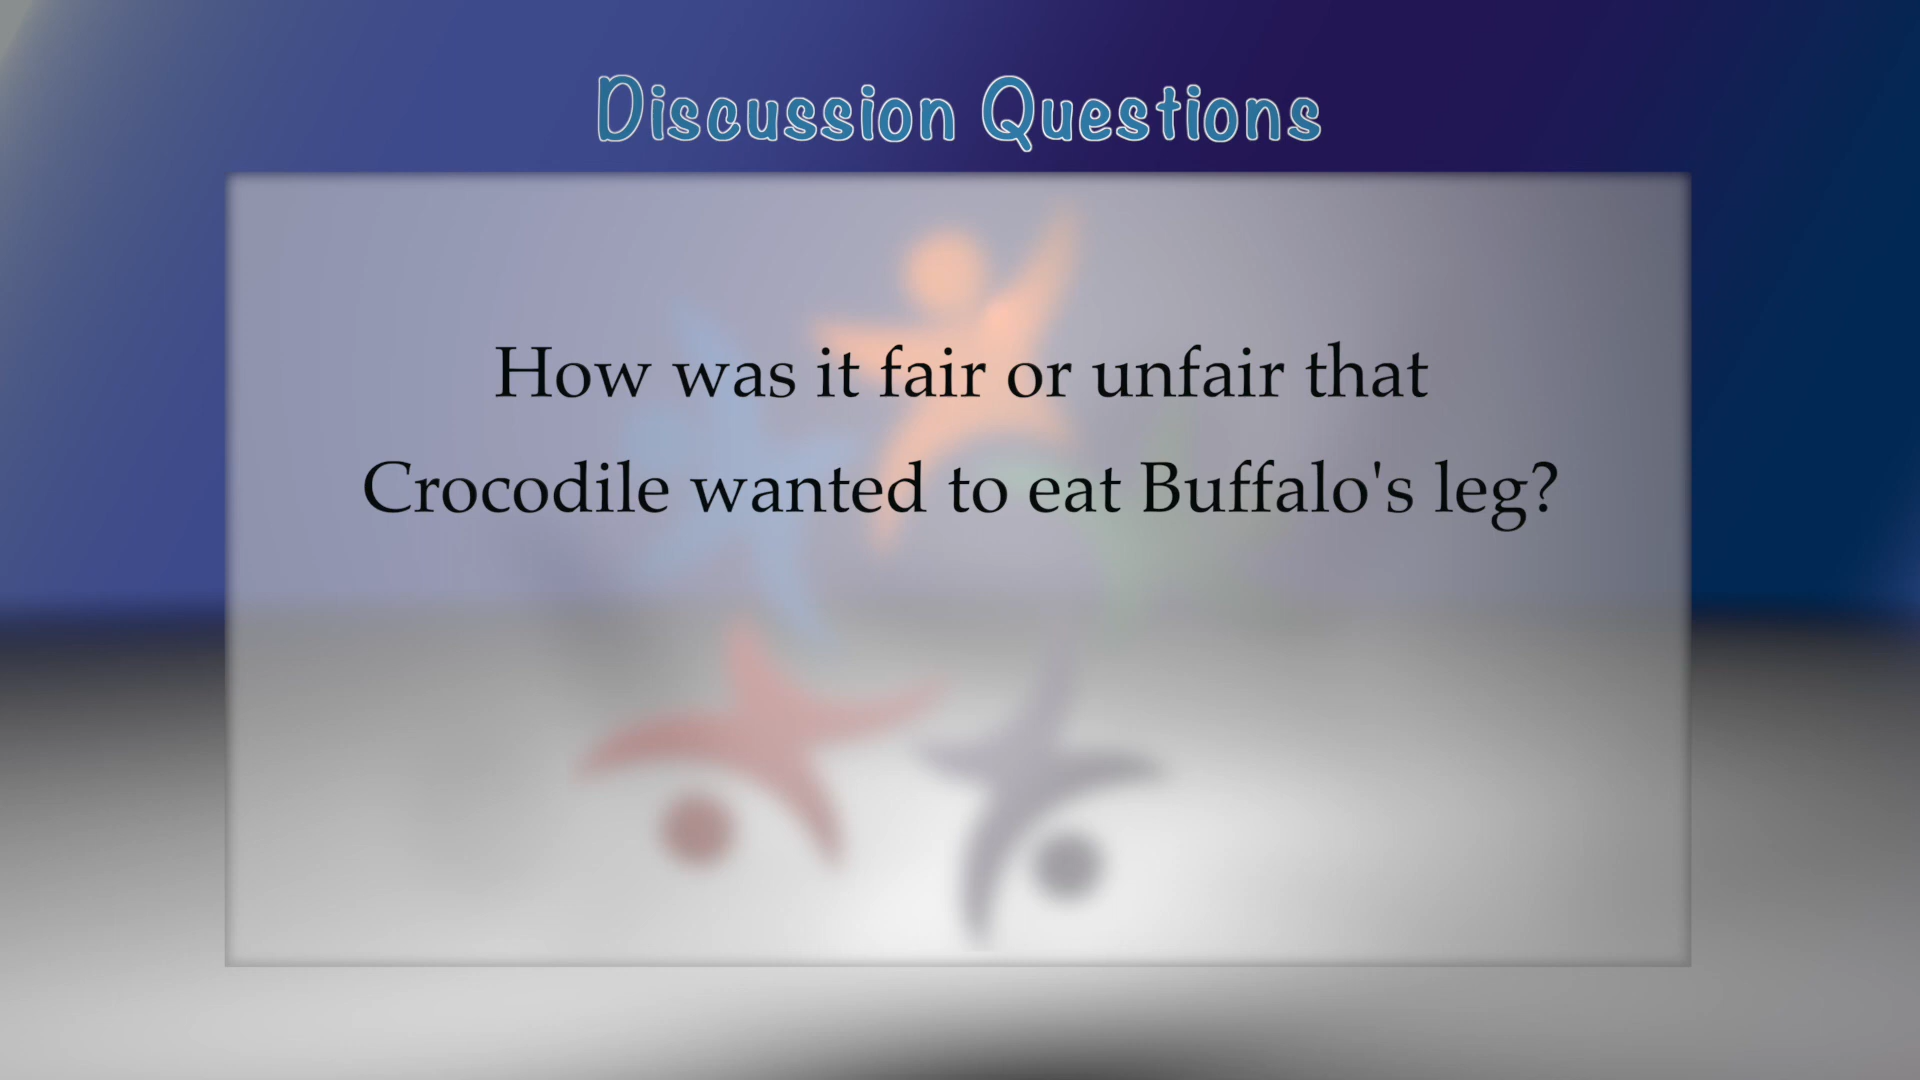 Discussion Questions
How was it fair or unfair that
Crocodile wanted to eat Buffalo's leg?